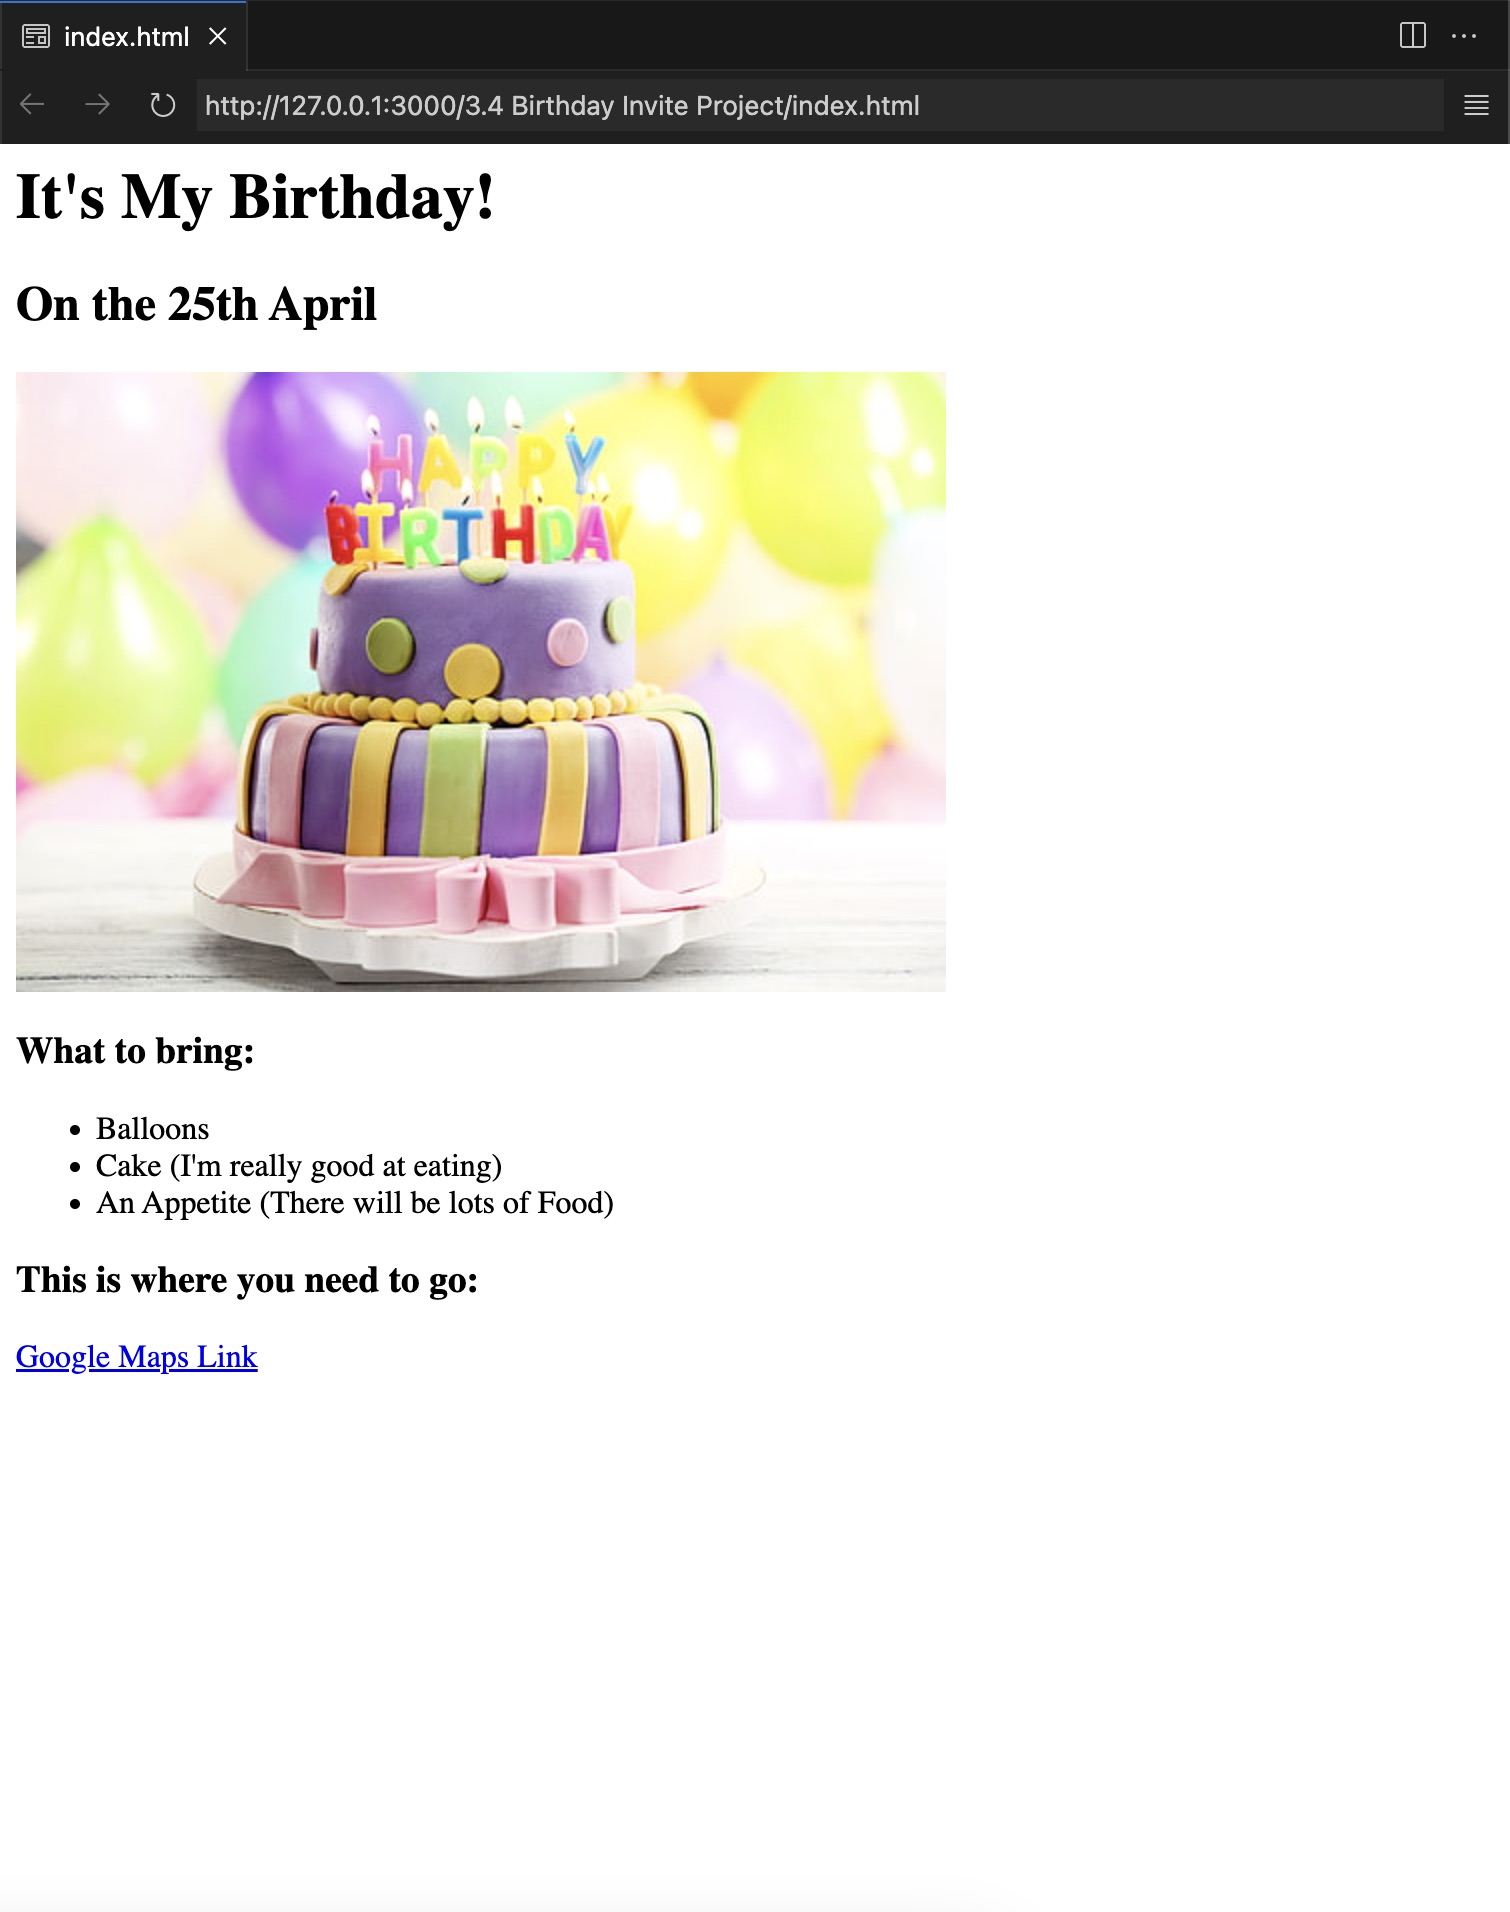 index.html
http://127.0.0.1:3000/3.4 Birthday Invite Project/index.html
It's My Birthday!
On the 25th April
HAPPY
BIRTHDAY
What to bring:
Balloons
Cake (I'm really good at eating)
An Appetite (There will be lots of Food)
This is where you need to go:
Google Maps Link